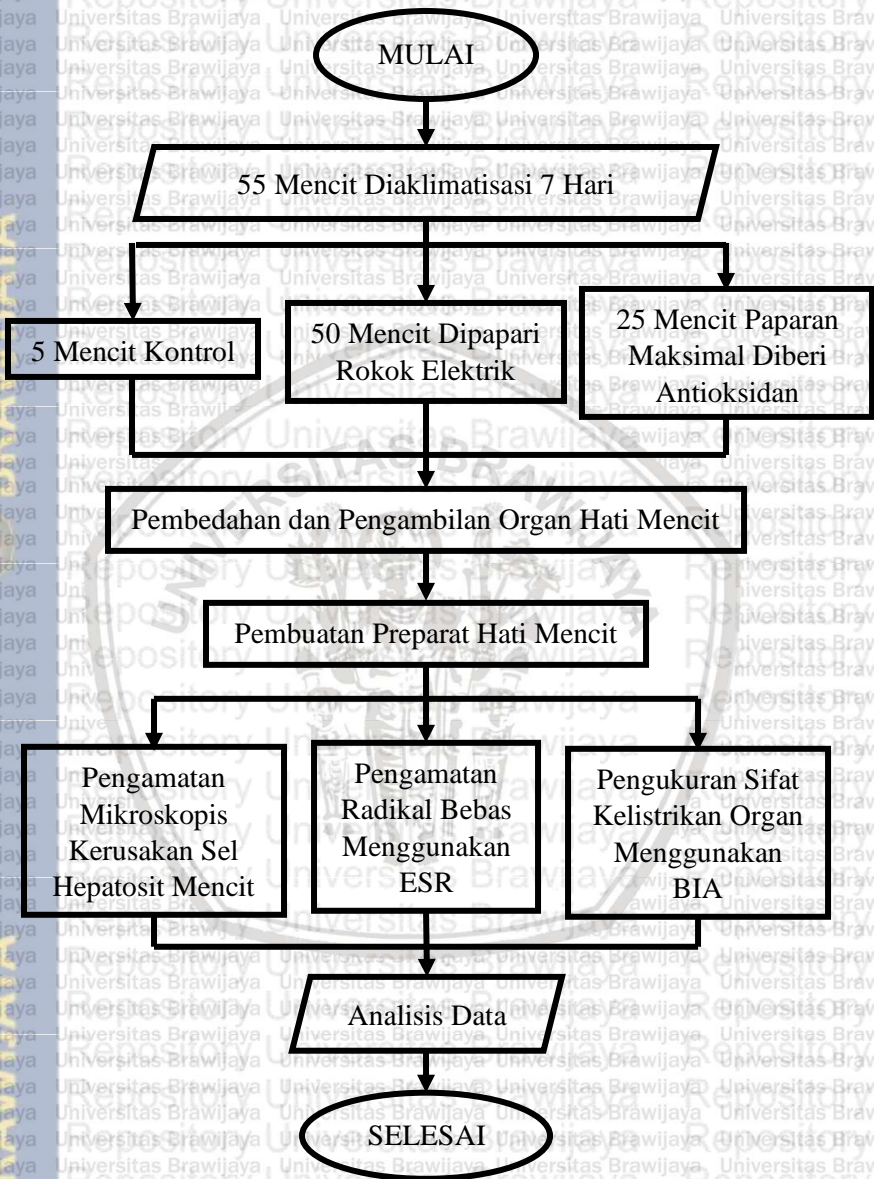 MULAI
55 Mencit Diaklimatisasi 7 Hari
5 Mencit Kontrol
50 Mencit Dipapari
Rokok Elektrik
25 Mencit Paparan
Maksimal Diberi
Antioksidan
Pembedahan dan Pengambilan Organ Hati Mencit
Pembuatan Preparat Hati Mencit
Pengamatan
Mikroskopis
Kerusakan Sel
Hepatosit Mencit
Pengamatan
Radikal Bebas
Menggunakan
ESR
Pengukuran Sifat
Kelistrikan Organ
Menggunakan
BIA
Analisis Data
SELESAI
UNIVERSITAS BRAWIJAYA